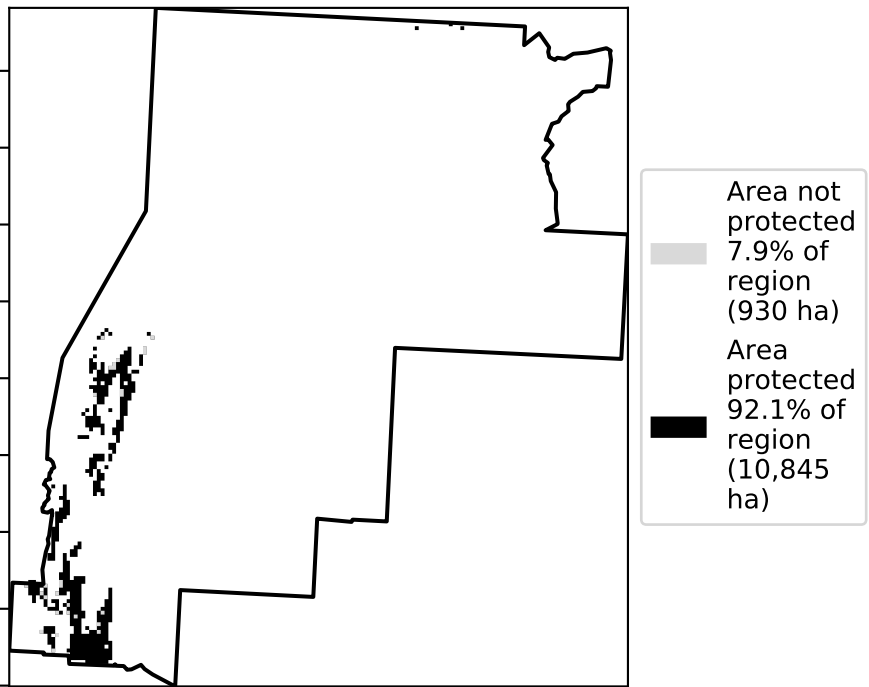 Area not
protected
7.9% of
region
(930 ha)
Area
protected
92.1% of
region
(10,845
ha)